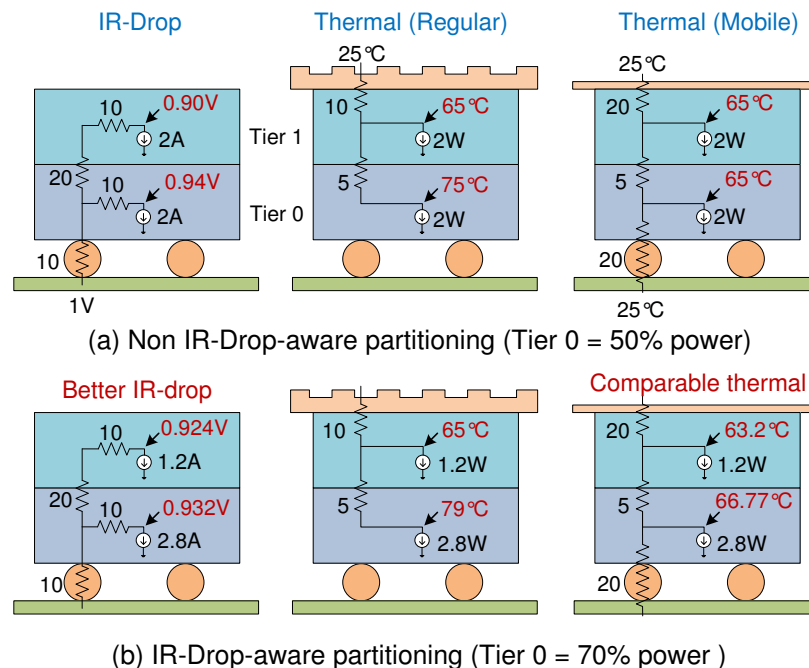 IR-Drop
Thermal (Regular)
Thermal (Mobile)
25°C
25°C
10
0.90V
10
65°C
20
65°C
2A
Tier 1
2W
2W
20
10
0.94V
5
75°C
5
65°C
2A
Tier 0
2W
2W
10
20
1V
25°C
(a) Non IR-Drop-aware partitioning (Tier 0 = 50% power)
Better IR-drop
Comparable thermal
10
0.924V
10
65°C
20
63.2°C
1.2A
1.2W
1.2W
20
10
0.932V
5
79°C
5
66.77°C
2.8A
2.8W
2.8W
10
20
(b) IR-Drop-aware partitioning (Tier 0 = 70% power )